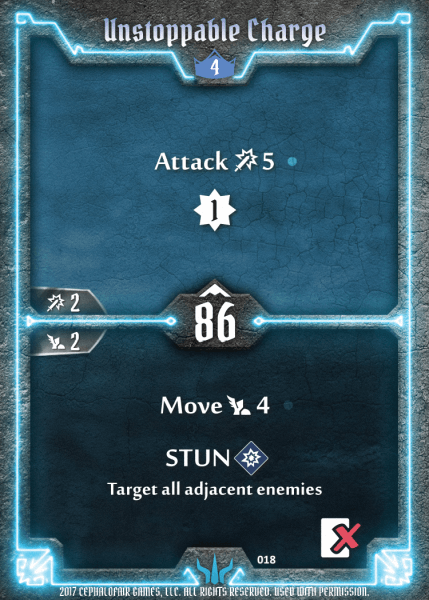 Unstoppable Charge
4
Attack 5
1
2
86
2
Move 4
STUN
Target all adjacent enemies
018
2017 CEPHALOFAIR GAMES, LLC. ALL RIGHTS RESERVED. USED WITH PERMISSION.